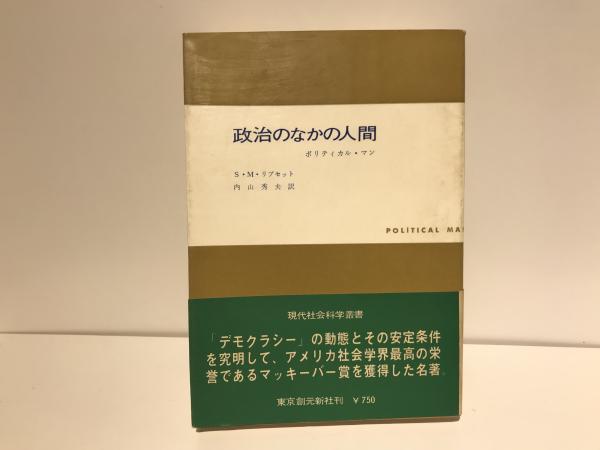 政治のなかの人間
ポリティカル・マン
S・M・リプセット
内山秀夫訳
POLITICAL MA
現代社会科学叢書
「デモクラシー」の動態とその安定条件
を究明して、アメリカ社会学界最高の栄
誉であるマッキーバー賞を獲得した名著。
東京創元新社刊 ￥750